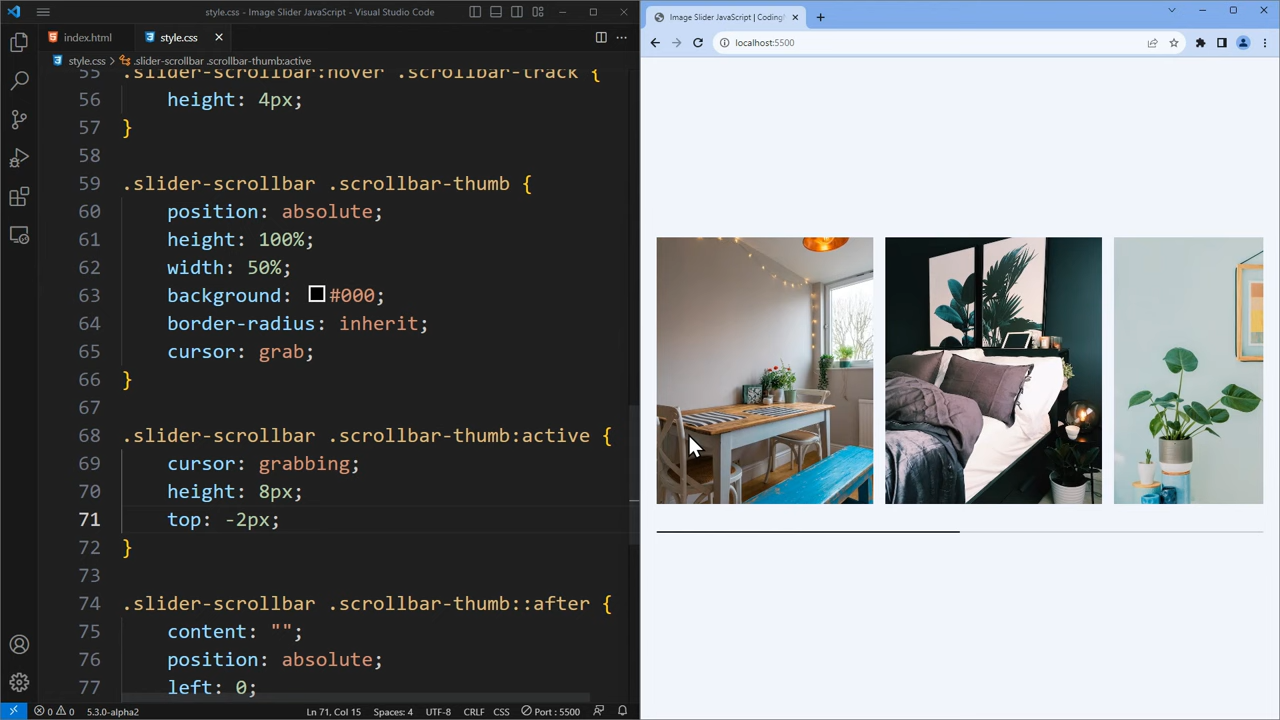 style.css - Image Slider JavaScript - Visual Studio Code
index.html
style.css
style.css > .slider-scrollbar .scrollbar-thumb:active
55 .slider-scrollbar:hover .scrollbar-track {
56 height: 4px;
57 }
58
59 .slider-scrollbar .scrollbar-thumb {
60 position: absolute;
61 height: 100%;
62 width: 50%;
63 background: #000;
64 border-radius: inherit;
65 cursor: grab;
66 }
67
68 .slider-scrollbar .scrollbar-thumb:active {
69 cursor: grabbing;
70 height: 8px;
71 top: -2px;
72 }
73
74 .slider-scrollbar .scrollbar-thumb::after {
75 content: "";
76 position: absolute;
77 left: 0;
0 0 5.3.0-alpha2 Ln 71, Col 15 Spaces: 4 UTF-8 CRLF CSS Port : 5500
Image Slider JavaScript | Coding
localhost:5500